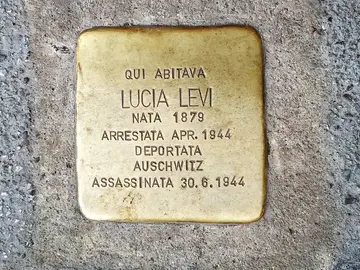 QUI ABITAVA
LUCIA LEVI
NATA 1879
ARRESTATA APR. 1944
DEPORTATA
AUSCHWITZ
ASSASSINATA 30.6.1944